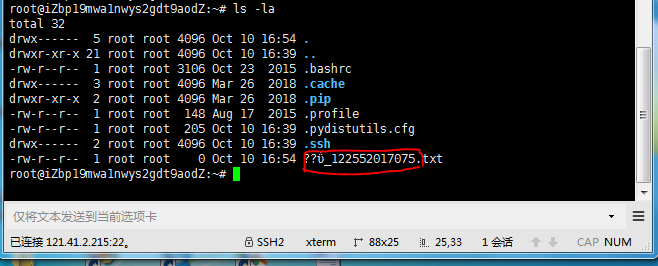 root@iZbp19mwa1nwys2gdt9aodZ:~# ls -la
total 32
drwx------  5 root root 4096 Oct 10 16:54 .
drwxr-xr-x 21 root root 4096 Oct 10 16:39 ..
-rw-r--r--  1 root root 3106 Oct 23  2015 .bashrc
drwx------  3 root root 4096 Mar 26  2018 .cache
drwxr-xr-x  2 root root 4096 Mar 26  2018 .pip
-rw-r--r--  1 root root  148 Aug 17  2015 .profile
-rw-r--r--  1 root root  205 Oct 10 16:39 .pydistutils.cfg
drwx------  2 root root 4096 Oct 10 16:39 .ssh
-rw-r--r--  1 root root    0 Oct 10 16:54 ??Ŭ_122552017075.txt
root@iZbp19mwa1nwys2gdt9aodZ:~#
仅将文本发送到当前选项卡
已连接 121.41.2.215:22。 SSH2 xterm 88x25 25,33 1 会话 CAP NUM